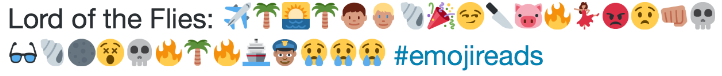 Lord of the Flies: ✈️🌴🌅🌴👦🏽👦🏼🐚🎉😏🔪🐷🔥💃😡😧👊🏽💀
👓🐚🌑😵💀🔥🌴🔥🚢👮🏽😢😢😢 #emojireads